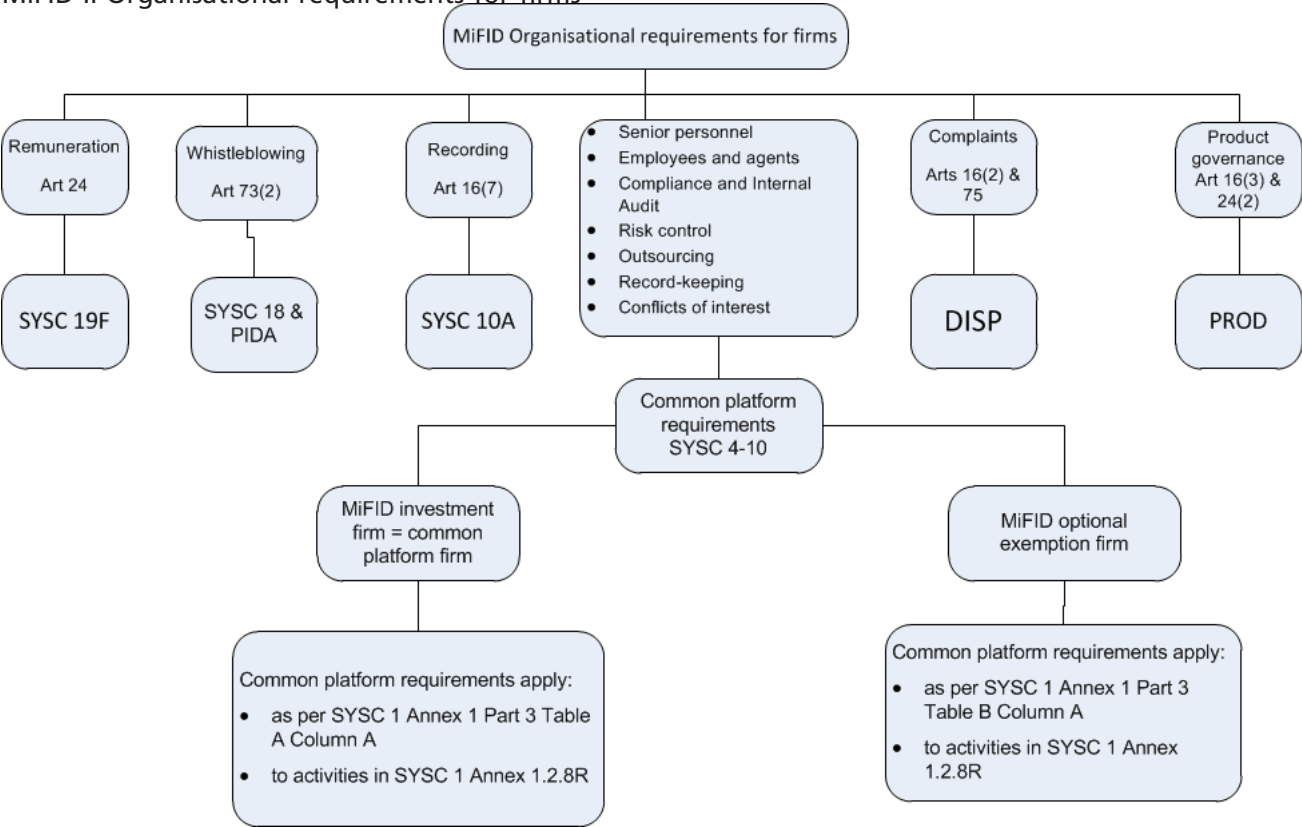 MiFID II Organisational requirements for firms
MiFID Organisational requirements for firms
Remuneration
Art 24
Whistleblowing
Art 73(2)
Recording
Art 16(7)
• Senior personnel
• Employees and agents
• Compliance and Internal
Audit
• Risk control
• Outsourcing
• Record-keeping
• Conflicts of interest
Complaints
Arts 16(2) &
75
Product
governance
Art 16(3) &
24(2)
SYSC 19F
SYSC 18 &
PIDA
SYSC 10A
DISP
PROD
Common platform
requirements
SYSC 4-10
MiFID investment
firm = common
platform firm
MiFID optional
exemption firm
Common platform requirements apply:
• as per SYSC 1 Annex 1 Part 3 Table
A Column A
• to activities in SYSC 1 Annex 1.2.8R
Common platform requirements apply:
• as per SYSC 1 Annex 1 Part 3
Table B Column A
• to activities in SYSC 1 Annex
1.2.8R